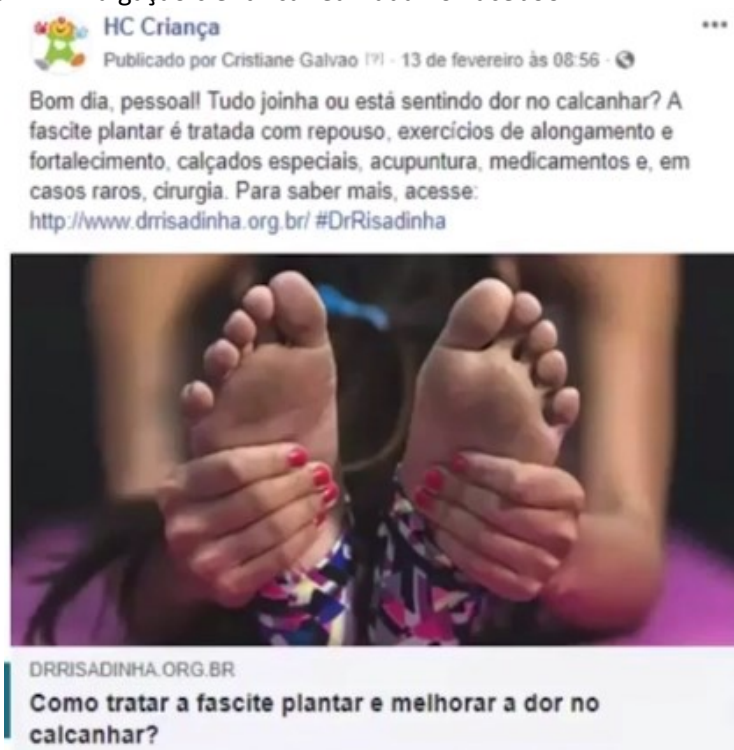 HC Criança
Publicado por Cristiane Galvao [?] · 13 de fevereiro às 08:56 ·
Bom dia, pessoal! Tudo joinha ou está sentindo dor no calcanhar? A
fascite plantar é tratada com repouso, exercícios de alongamento e
fortalecimento, calçados especiais, acupuntura, medicamentos e, em
casos raros, cirurgia. Para saber mais, acesse:
http://www.drrisadinha.org.br/ #DrRisadinha
DRRISADINHA.ORG.BR
Como tratar a fascite plantar e melhorar a dor no
calcanhar?